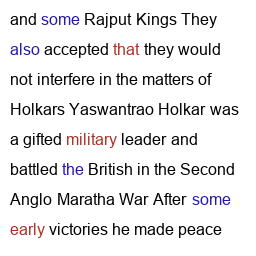 and some Rajput Kings They
also accepted that they would
not interfere in the matters of
Holkars Yaswantrao Holkar was
a gifted military leader and
battled the British in the Second
Anglo Maratha War After some
early victories he made peace